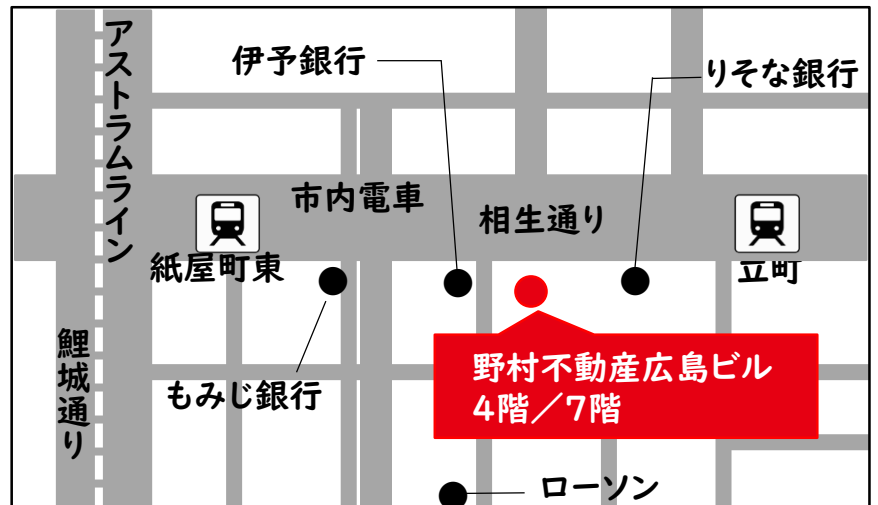 アストラムライン
伊予銀行
りそな銀行
市内電車
相生通り
紙屋町東
立町
鯉城通り
もみじ銀行
野村不動産広島ビル
4階／7階
ローソン